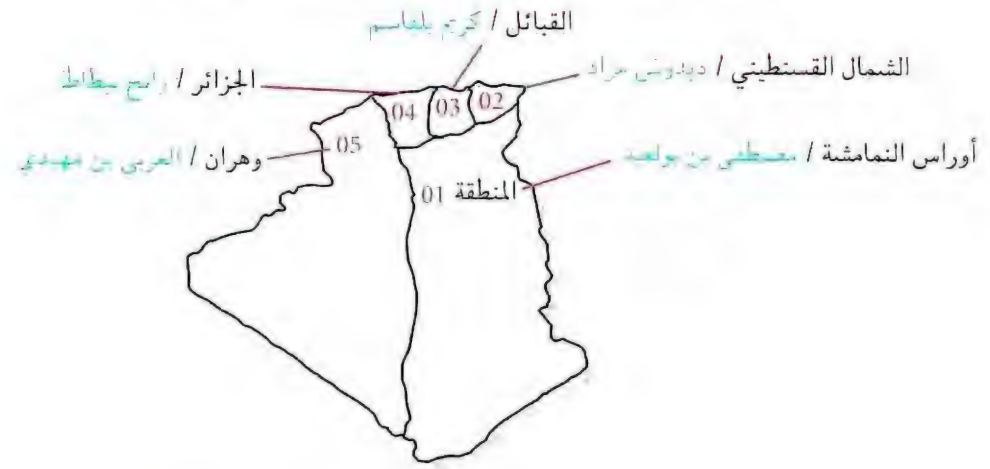 القبائل / كريم بلقاسم
الشمال القسنطيني / ديدوش مراد
الجزائر / رابح بيطاط
02
03
04
05
وهران / العربي بن مهيدي
أوراس النمامشة / مصطفى بن بولعيد
المنطقة 01